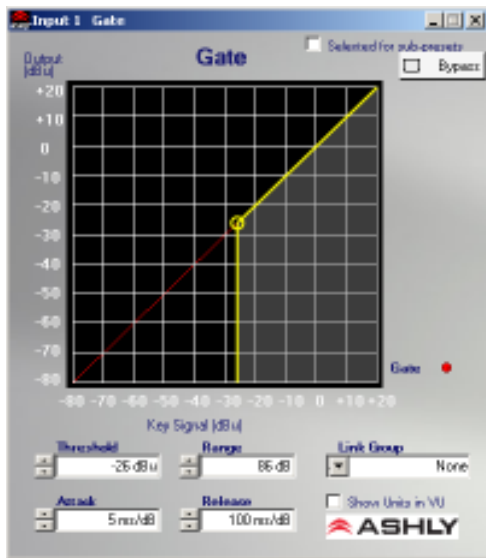 Input 1 Gate
Selected for sub-presets
Output
(dBu)
Gate
Bypass
+20
+10
0
-10
-20
-30
-40
-50
-60
-70
-80
Gate
-80 -70 -60 -50 -40 -30 -20 -10 0 +10 +20
Key Signal (dBu)
Threshold Range Link Group
-26 dBu 86 dB None
Attack Release Show Units in VU
5 ms/dB 100 ms/dB ASHLY